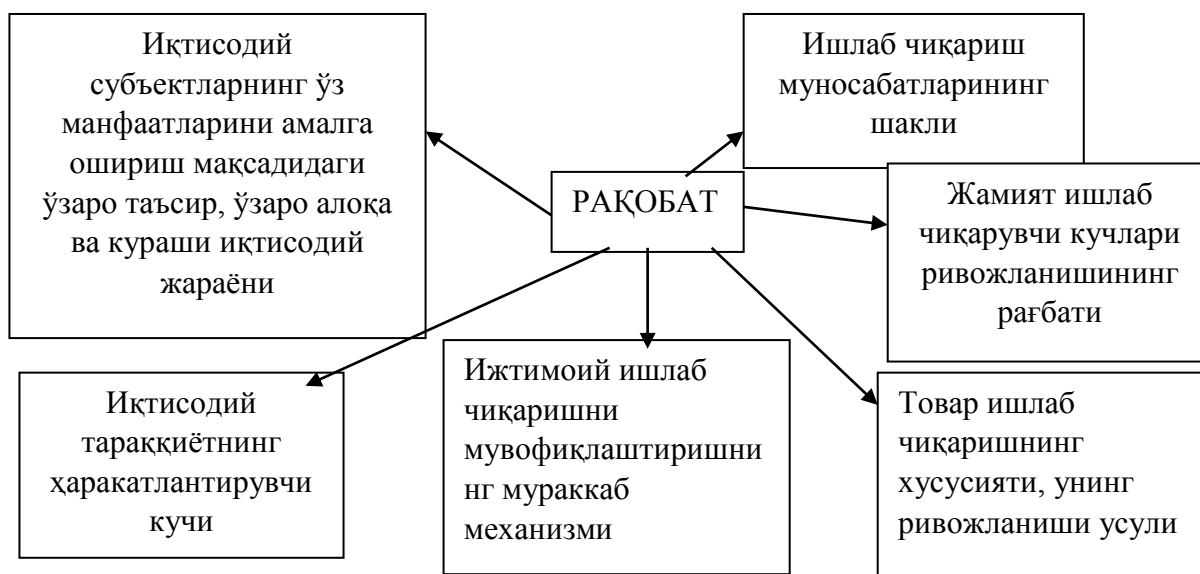 Иқтисодий
субъектларнинг ўз
манфаатларини амалга
ошириш мақсадидаги
ўзаро таъсир, ўзаро алоқа
ва кураши иқтисодий
жараёни
Ишлаб чиқариш
муносабатларининг
шакли
РАҚОБАТ
Жамият ишлаб
чиқарувчи кучлари
ривожланишининг
рағбати
Иқтисодий
тараққиётнинг
ҳаракатлантирувчи
кучи
Ижтимоий ишлаб
чиқаришни
мувофиқлаштиришни
нг мураккаб
механизми
Товар ишлаб
чиқаришнинг
хусусияти, унинг
ривожланиши усули